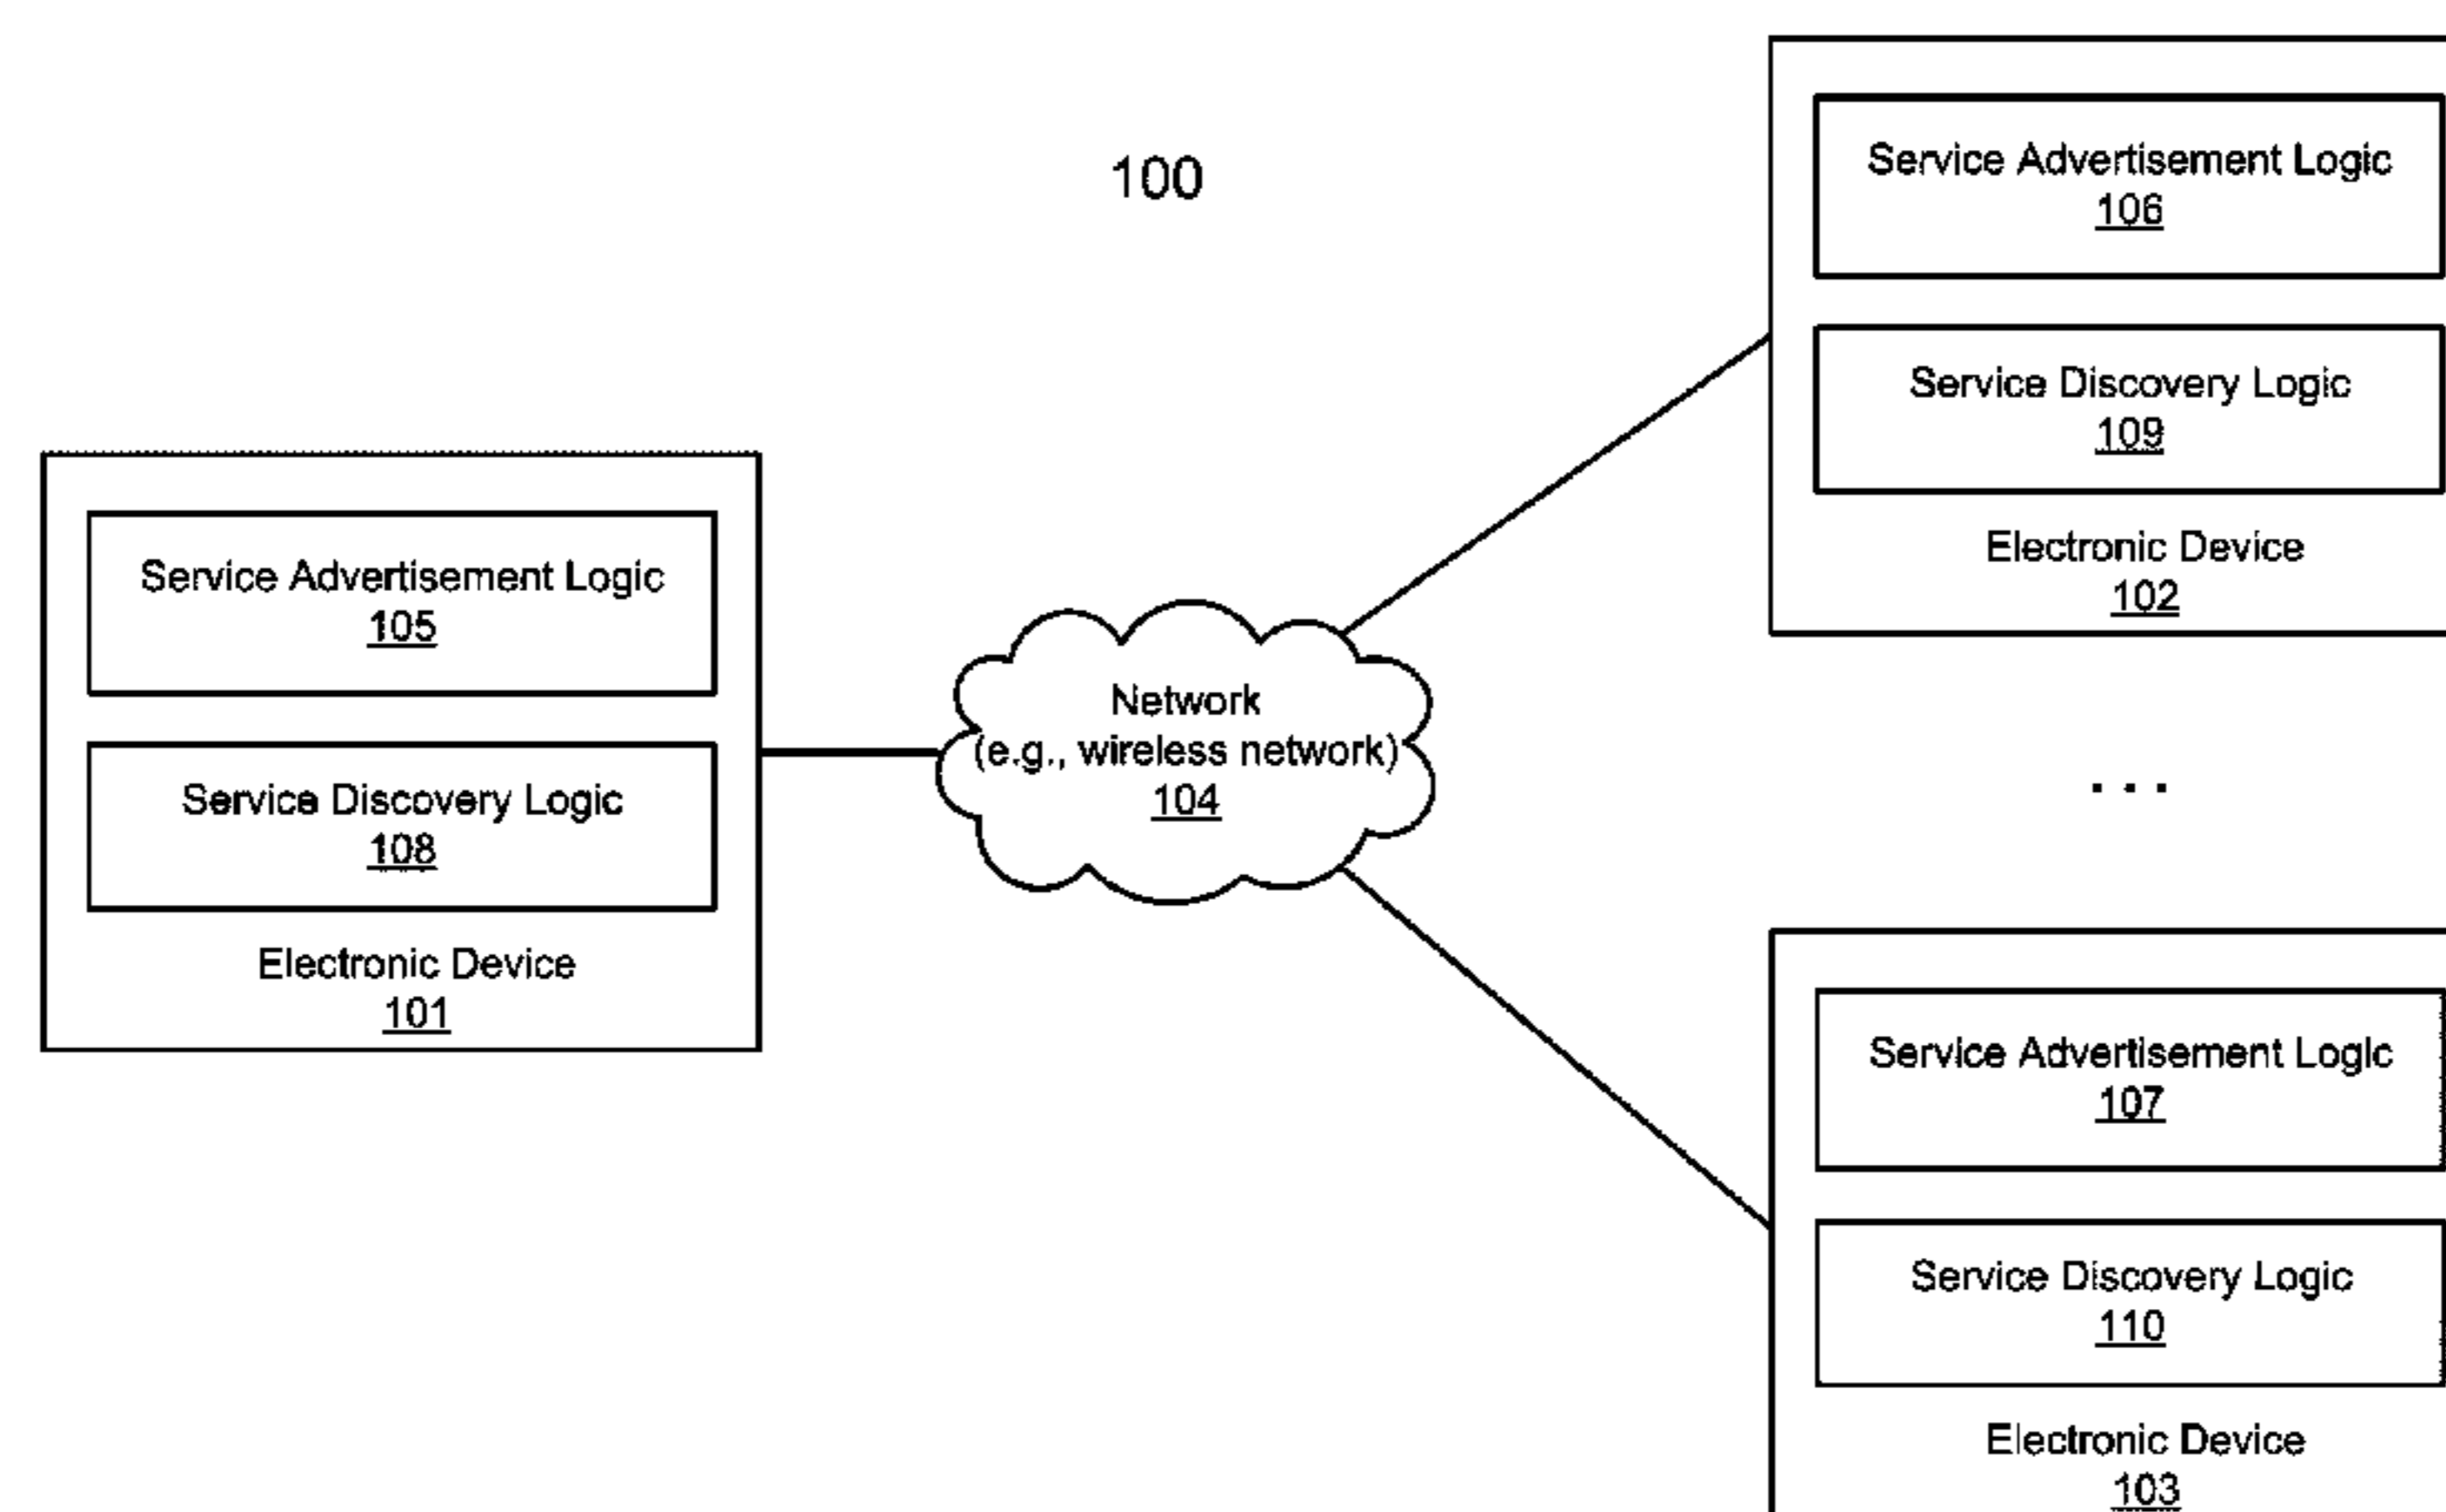 100
Service Advertisement Logic
106
Service Discovery Logic
109
Electronic Device
102
Service Advertisement Logic
105
Service Discovery Logic
108
Electronic Device
101
Network
(e.g., wireless network)
104
. . .
Service Advertisement Logic
107
Service Discovery Logic
110
Electronic Device
103